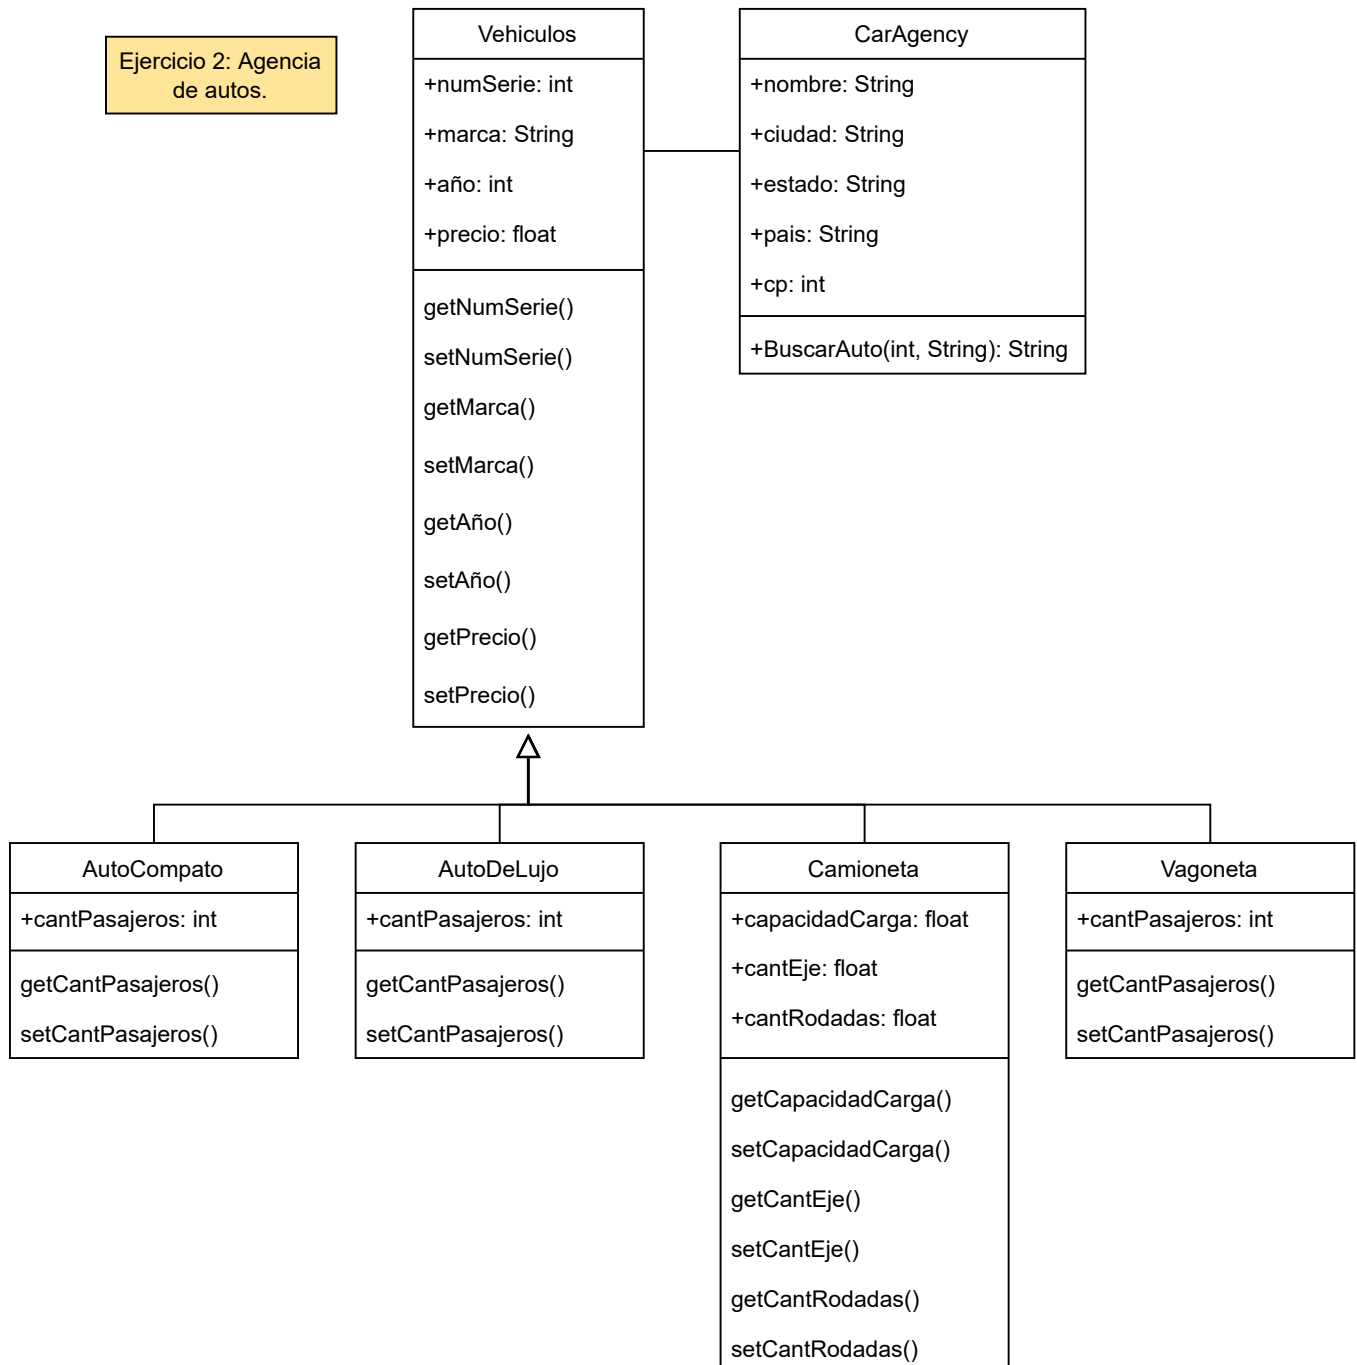 Ejercicio 2: Agencia
de autos.
Vehiculos
+numSerie: int
+marca: String
+año: int
+precio: float
getNumSerie()
setNumSerie()
getMarca()
setMarca()
getAño()
setAño()
getPrecio()
setPrecio()
CarAgency
+nombre: String
+ciudad: String
+estado: String
+pais: String
+cp: int
+BuscarAuto(int, String): String
AutoCompato
+cantPasajeros: int
getCantPasajeros()
setCantPasajeros()
AutoDeLujo
+cantPasajeros: int
getCantPasajeros()
setCantPasajeros()
Camioneta
+capacidadCarga: float
+cantEje: float
+cantRodadas: float
getCapacidadCarga()
setCapacidadCarga()
getCantEje()
setCantEje()
getCantRodadas()
setCantRodadas()
Vagoneta
+cantPasajeros: int
getCantPasajeros()
setCantPasajeros()